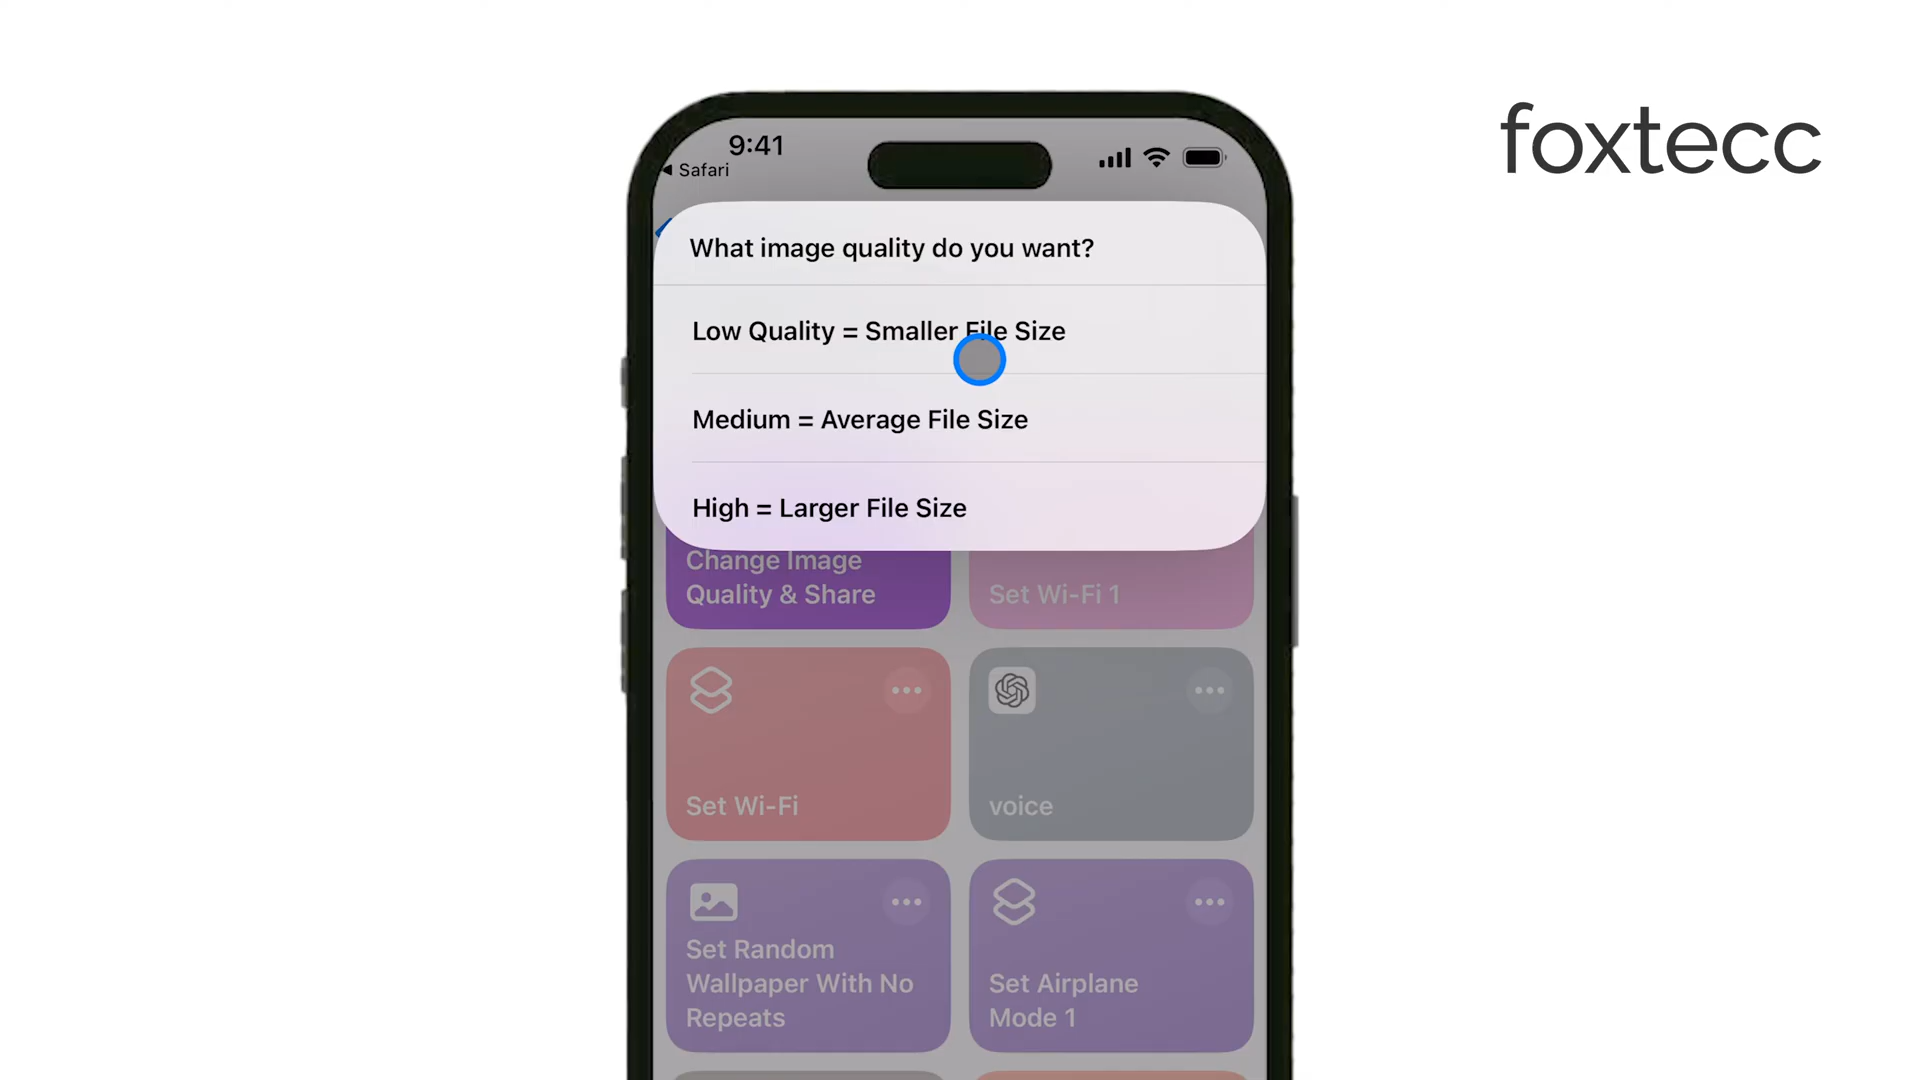 foxtecc
9:41
Safari
What image quality do you want?
Low Quality = Smaller File Size
Medium = Average File Size
High = Larger File Size
Change Image
Quality & Share
Set Wi-Fi 1
Set Wi-Fi
voice
Set Random
Wallpaper With No
Repeats
Set Airplane
Mode 1